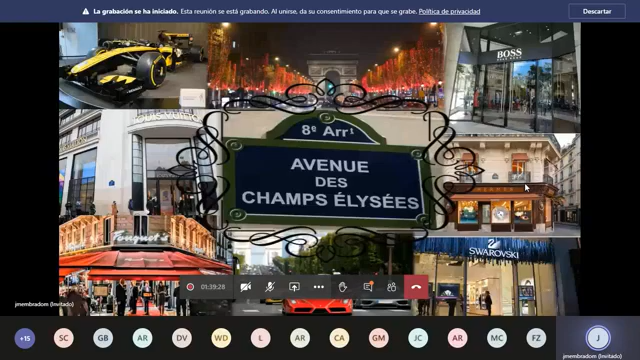 La grabación se ha iniciado. Esta reunión se está grabando. Al unirse, da su consentimiento para que se grabe. Política de privacidad
Descartar
BOSS
8e Arrt
AVENUE
DES
CHAMPS ÉLYSÉES
Fouquet's
SWAROVSKI
01:39:28
jmembradom (Invitado)
+15
SC
GB
AR
DV
WD
L
AR
CA
GM
JC
AR
MC
FZ
J
jmembradom (Invitado)